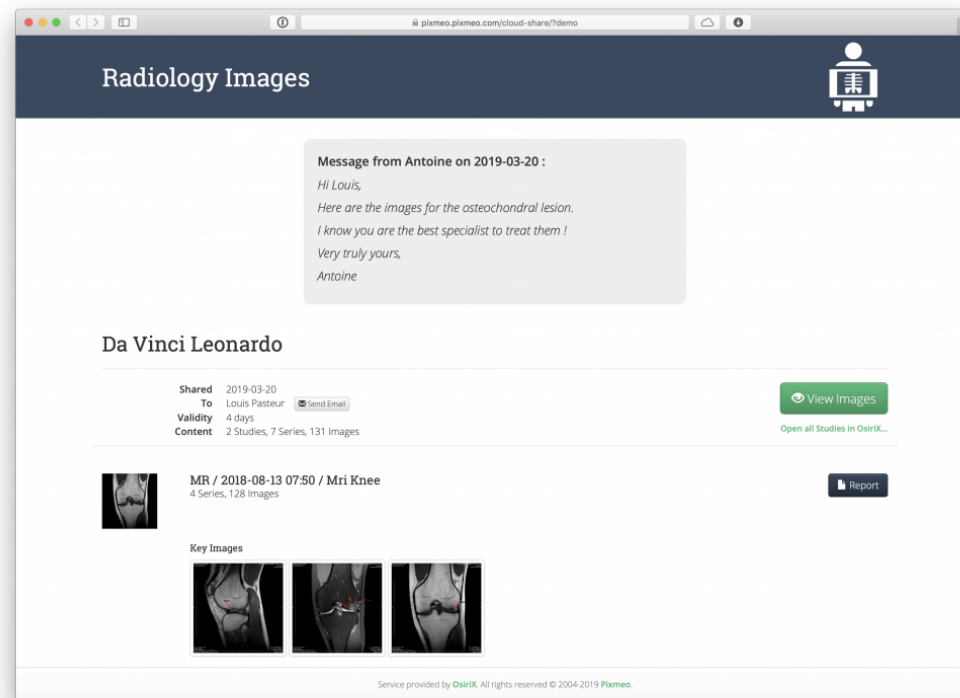 pixmeo.pixmeo.com/cloud-share/?demo
Radiology Images
Message from Antoine on 2019-03-20 :
Hi Louis,
Here are the images for the osteochondral lesion.
I know you are the best specialist to treat them !
Very truly yours,
Antoine
Da Vinci Leonardo
Shared 2019-03-20
To Louis Pasteur Send Email
Validity 4 days
Content 2 Studies, 7 Series, 131 Images
View Images
Open all Studies in OsiriX...
MR / 2018-08-13 07:50 / Mri Knee
4 Series, 128 Images
Report
Key Images
Service provided by OsiriX. All rights reserved © 2004-2019 Pixmeo.